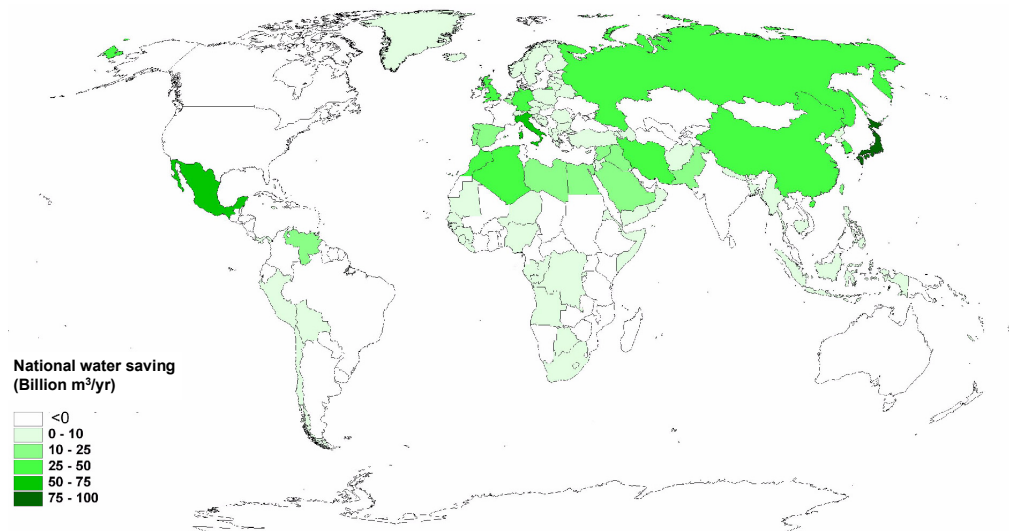 National water saving
(Billion m³/yr)
<0
0 - 10
10 - 25
25 - 50
50 - 75
75 - 100